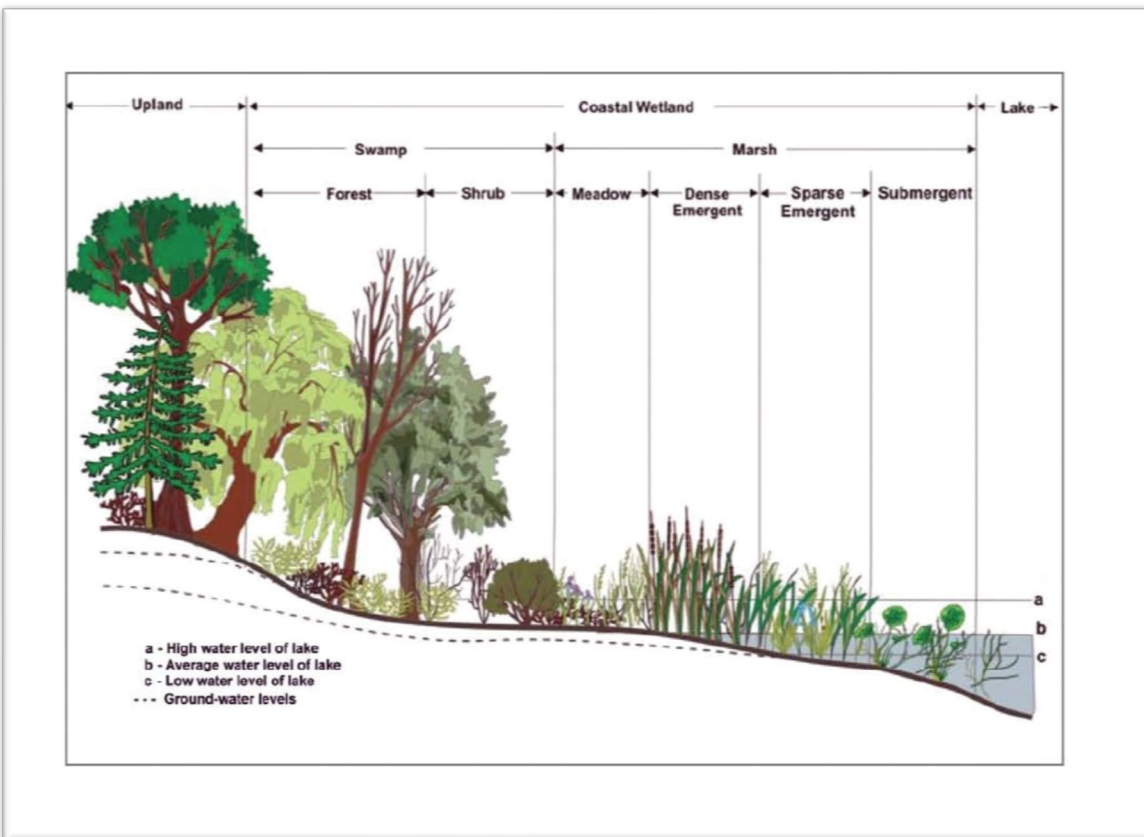 Upland
Coastal Wetland
Lake
Swamp
Marsh
Forest
Shrub
Meadow
Dense
Emergent
Sparse
Emergent
Submergent
a
b
c
a - High water level of lake
b - Average water level of lake
c - Low water level of lake
--- Ground-water levels